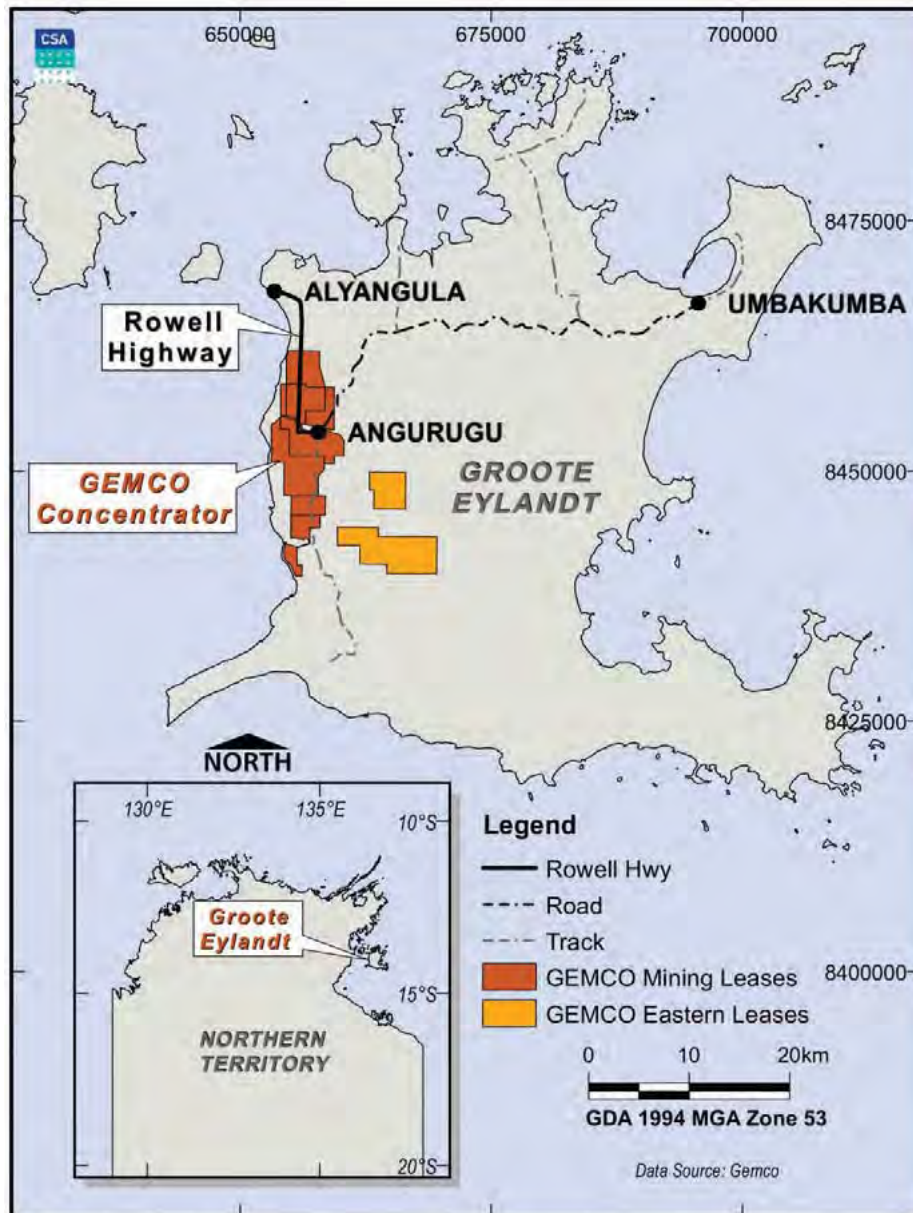 650000
675000
700000
CSA
8475000
ALYANGULA
UMBAKUMBA
Rowell
Highway
ANGURUGU
GEMCO
Concentrator
GROOTE
EYLANDT
8450000
8425000
NORTH
130°E
135°E
10°S
Groote
Eylandt
15°S
NORTHERN
TERRITORY
20°S
Legend
Rowell Hwy
Road
Track
GEMCO Mining Leases
GEMCO Eastern Leases
8400000
0 10 20km
GDA 1994 MGA Zone 53
Data Source: Gemco